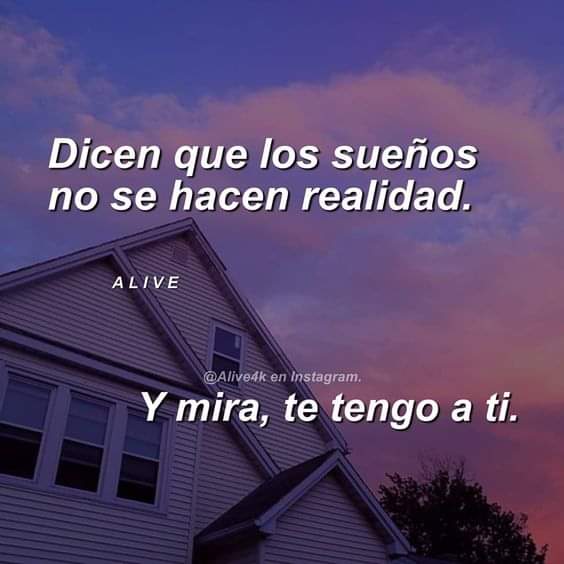 Dicen que los sueños
no se hacen realidad.
ALIVE
@Alive4k en Instagram.
Y mira, te tengo a ti.